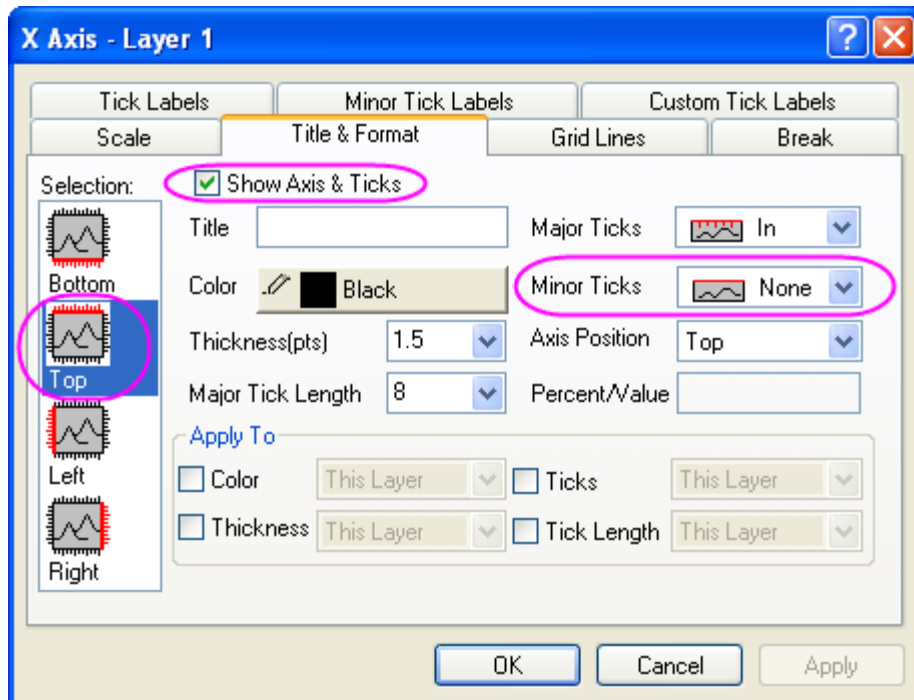 X Axis - Layer 1
Tick Labels
Minor Tick Labels
Custom Tick Labels
Scale
Title & Format
Grid Lines
Break
Selection:
Bottom
Top
Left
Right
Show Axis & Ticks
Title
Major Ticks
In
Color
Black
Minor Ticks
None
Thickness(pts)
1.5
Axis Position
Top
Major Tick Length
8
Percent/Value
Apply To
Color
This Layer
Ticks
This Layer
Thickness
This Layer
Tick Length
This Layer
OK
Cancel
Apply